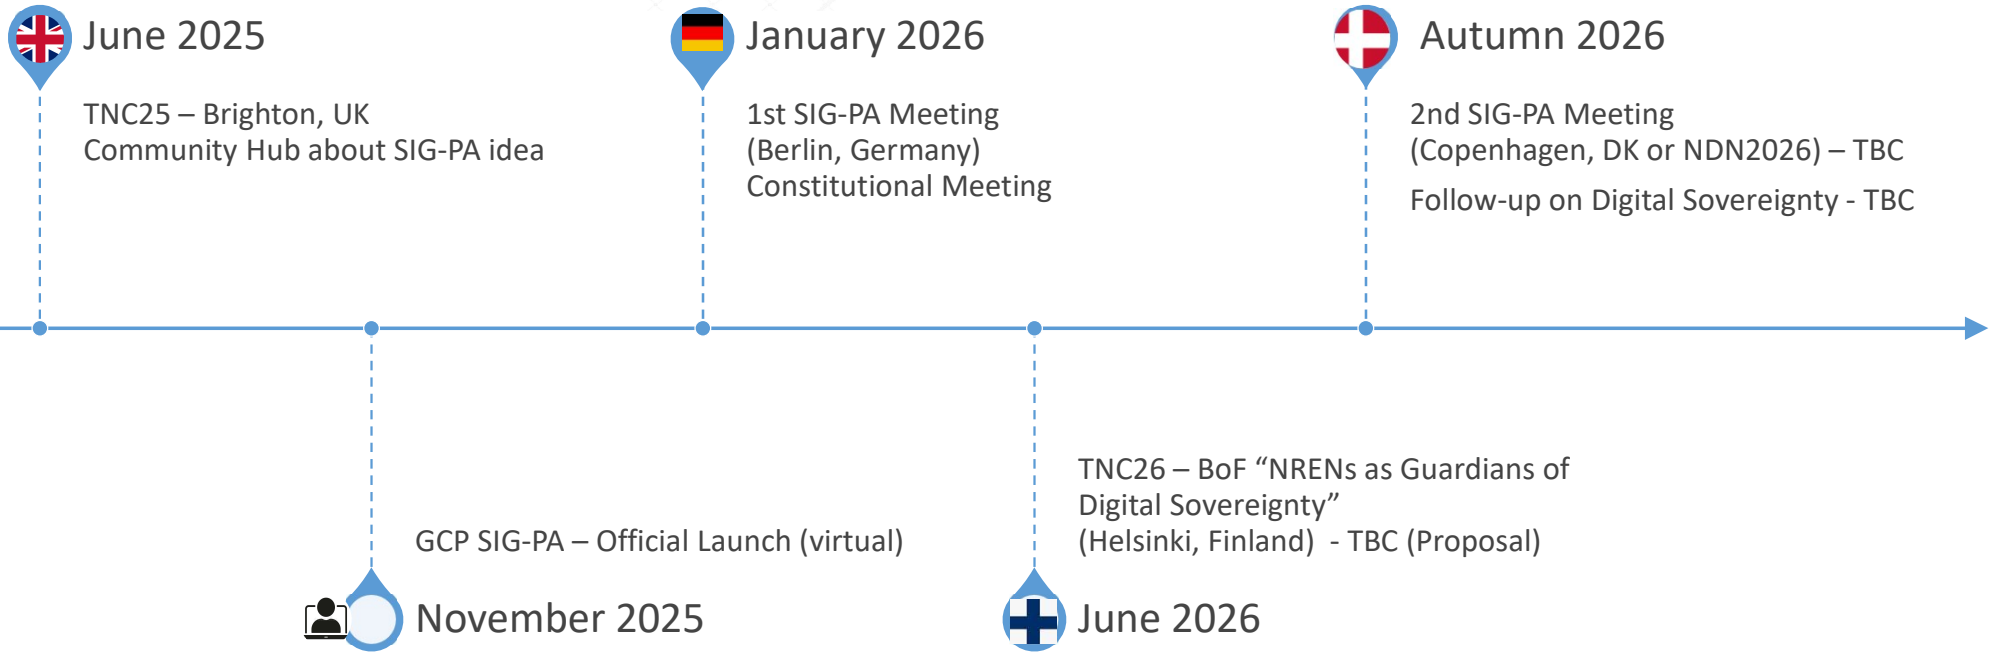 June 2025
TNC25 – Brighton, UK
Community Hub about SIG-PA idea
GCP SIG-PA – Official Launch (virtual)
November 2025
January 2026
1st SIG-PA Meeting
(Berlin, Germany)
Constitutional Meeting
TNC26 – BoF “NRENs as Guardians of
Digital Sovereignty”
(Helsinki, Finland)  - TBC (Proposal)
June 2026
Autumn 2026
2nd SIG-PA Meeting
(Copenhagen, DK or NDN2026) – TBC
Follow-up on Digital Sovereignty - TBC